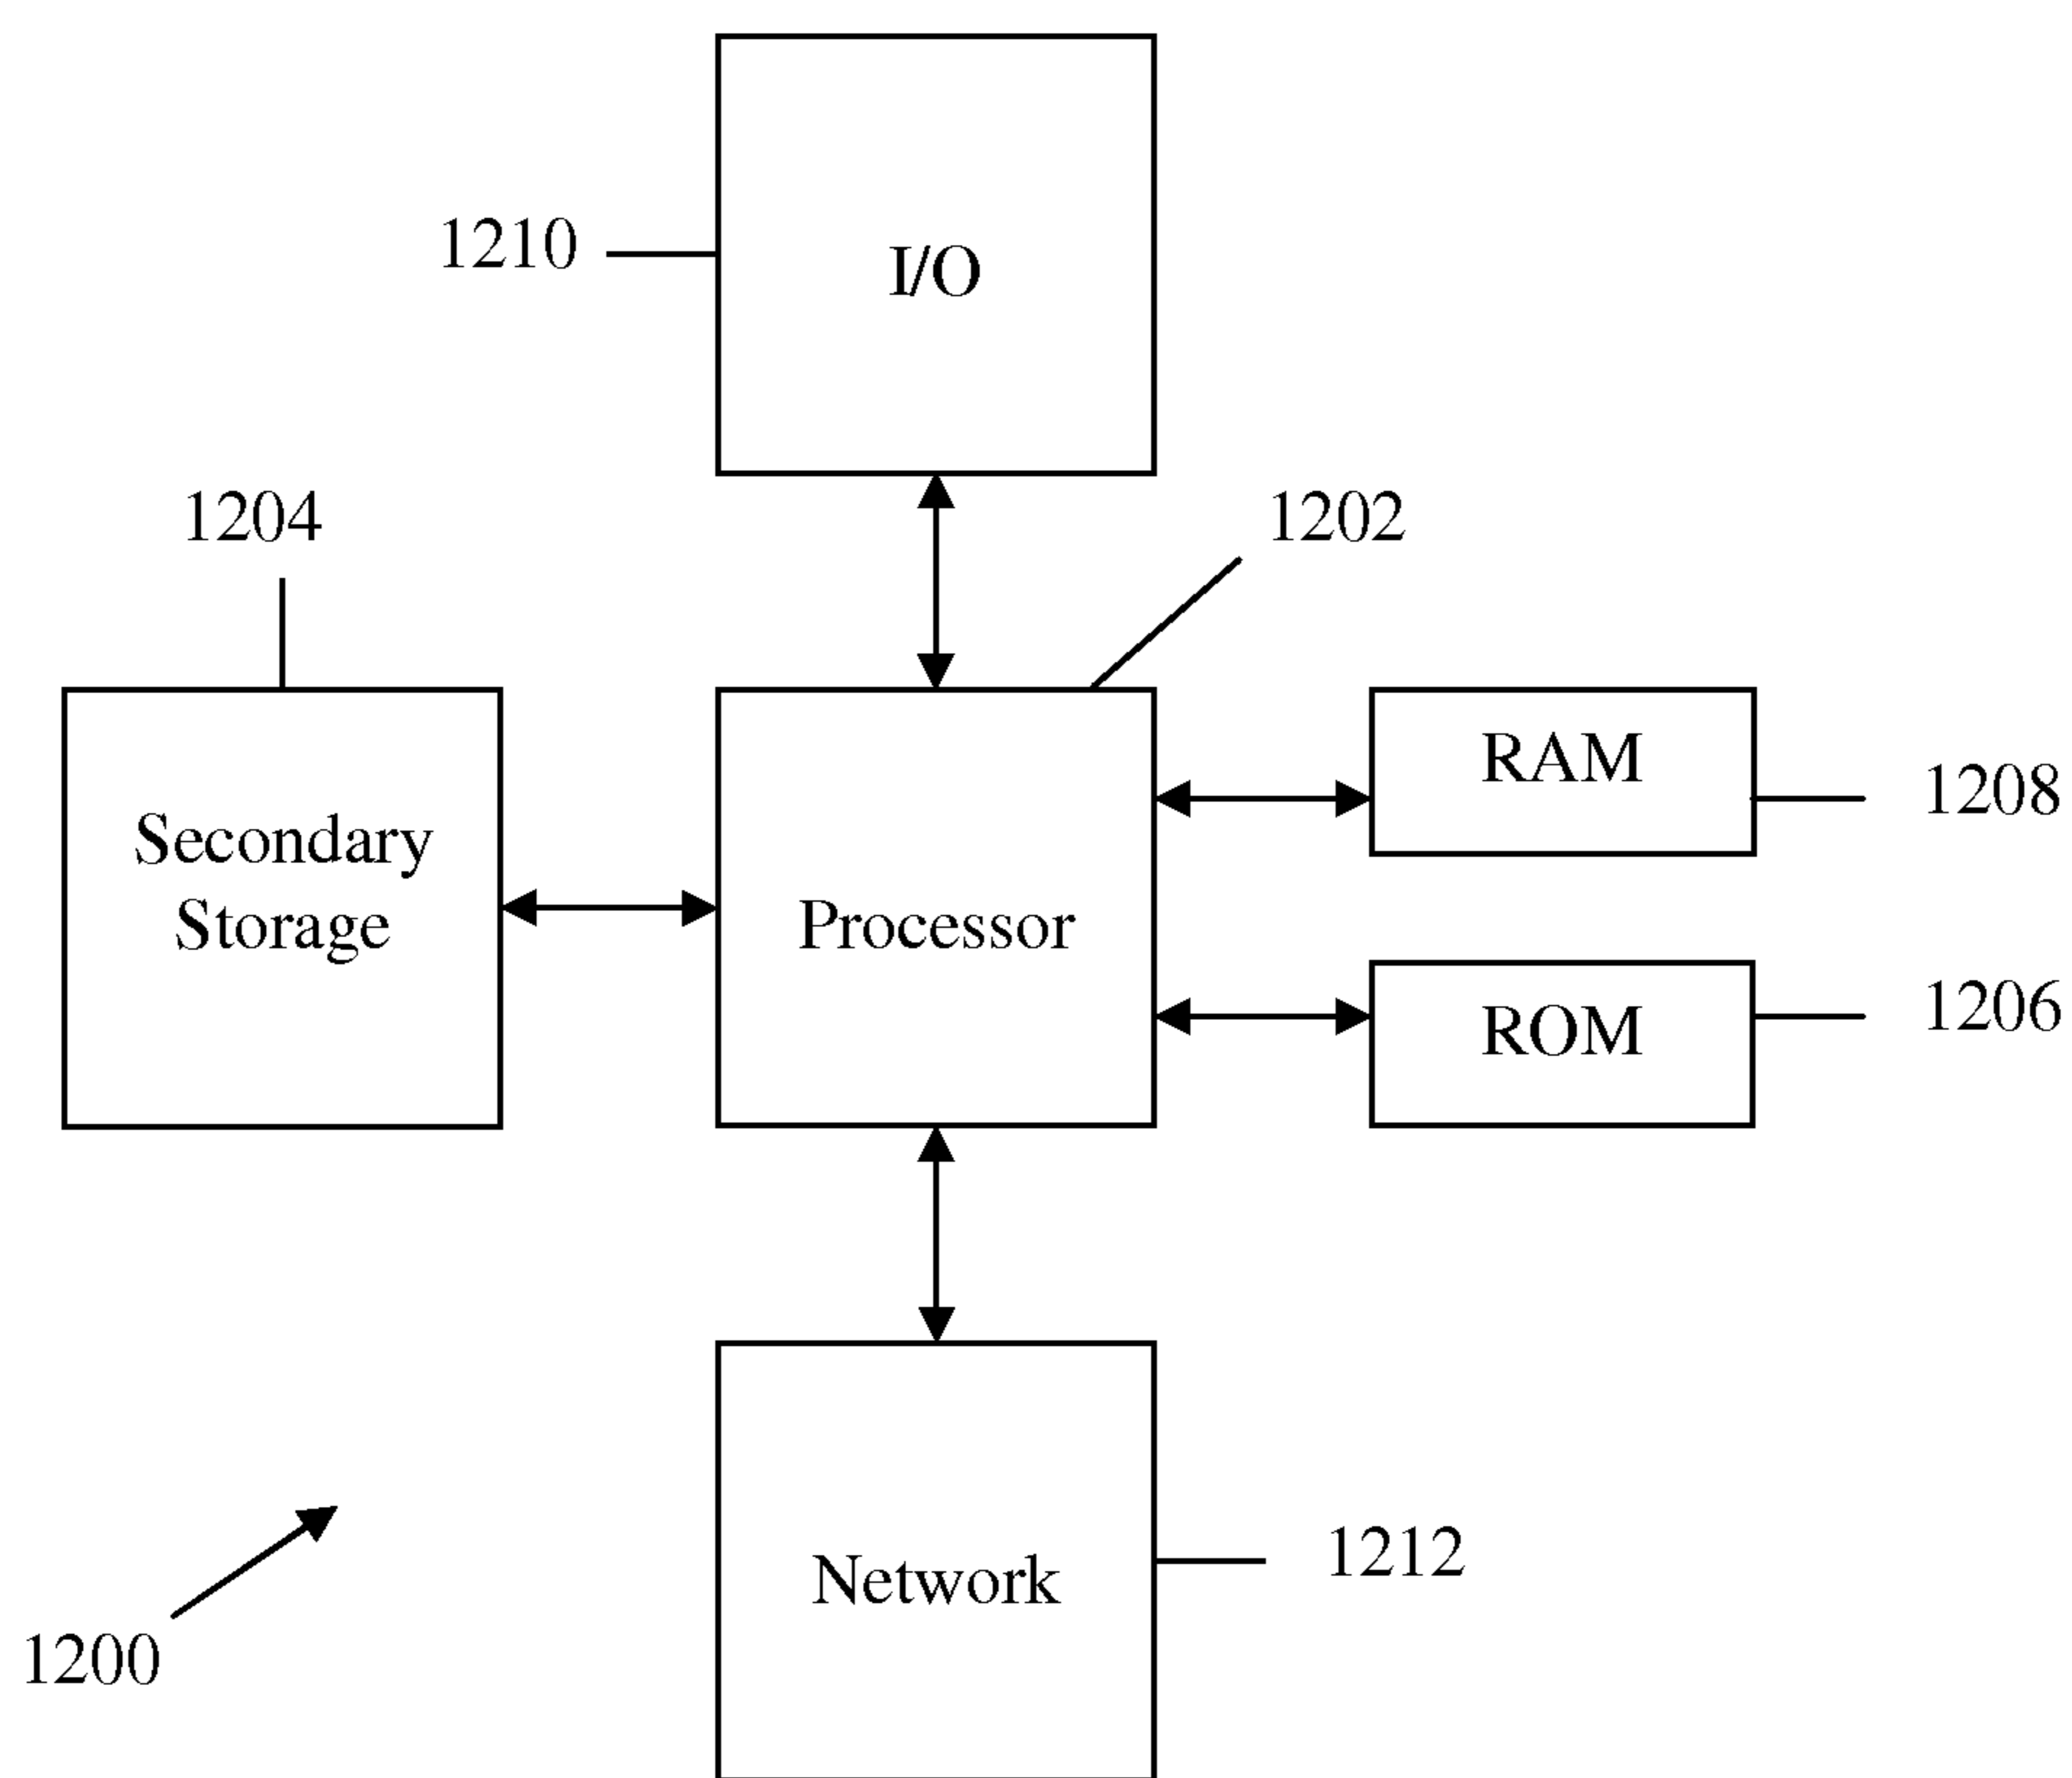 1210
I/O
1204
1202
RAM
1208
Secondary
Storage
Processor
ROM
1206
Network
1212
1200